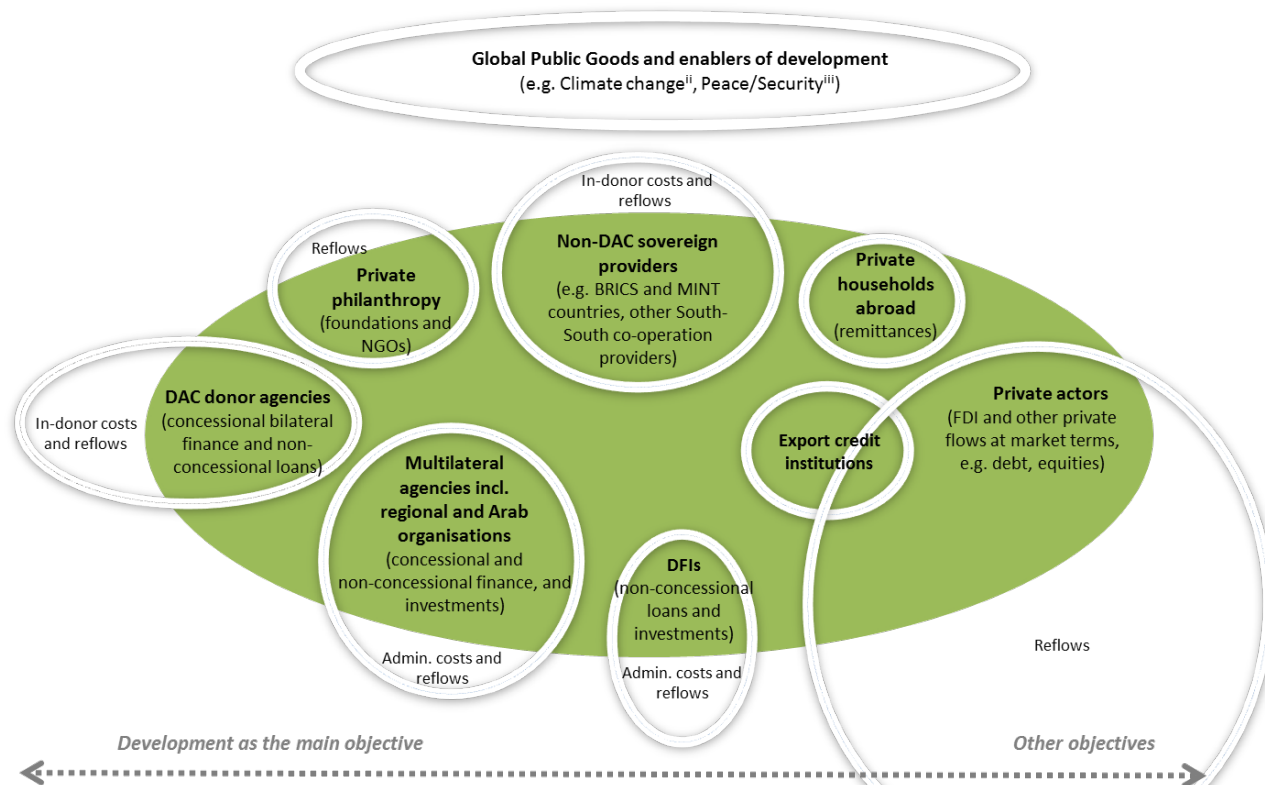 Global Public Goods and enablers of development
(e.g. Climate changeⁱⁱ, Peace/Securityⁱⁱⁱ)
In-donor costs and
reflows
Non-DAC sovereign
providers
(e.g. BRICS and MINT
countries, other South-
South co-operation
providers)
Reflows
Private
philanthropy
(foundations and
NGOs)
Private
households
abroad
(remittances)
In-donor costs
and reflows
DAC donor agencies
(concessional bilateral
finance and non-
concessional loans)
Private actors
(FDI and other private
flows at market terms,
e.g. debt, equities)
Export credit
institutions
Multilateral
agencies incl.
regional and Arab
organisations
(concessional and
non-concessional finance, and
investments)
Admin. costs and
reflows
DFIs
(non-concessional
loans and
investments)
Admin. costs and
reflows
Reflows
Development as the main objective
Other objectives